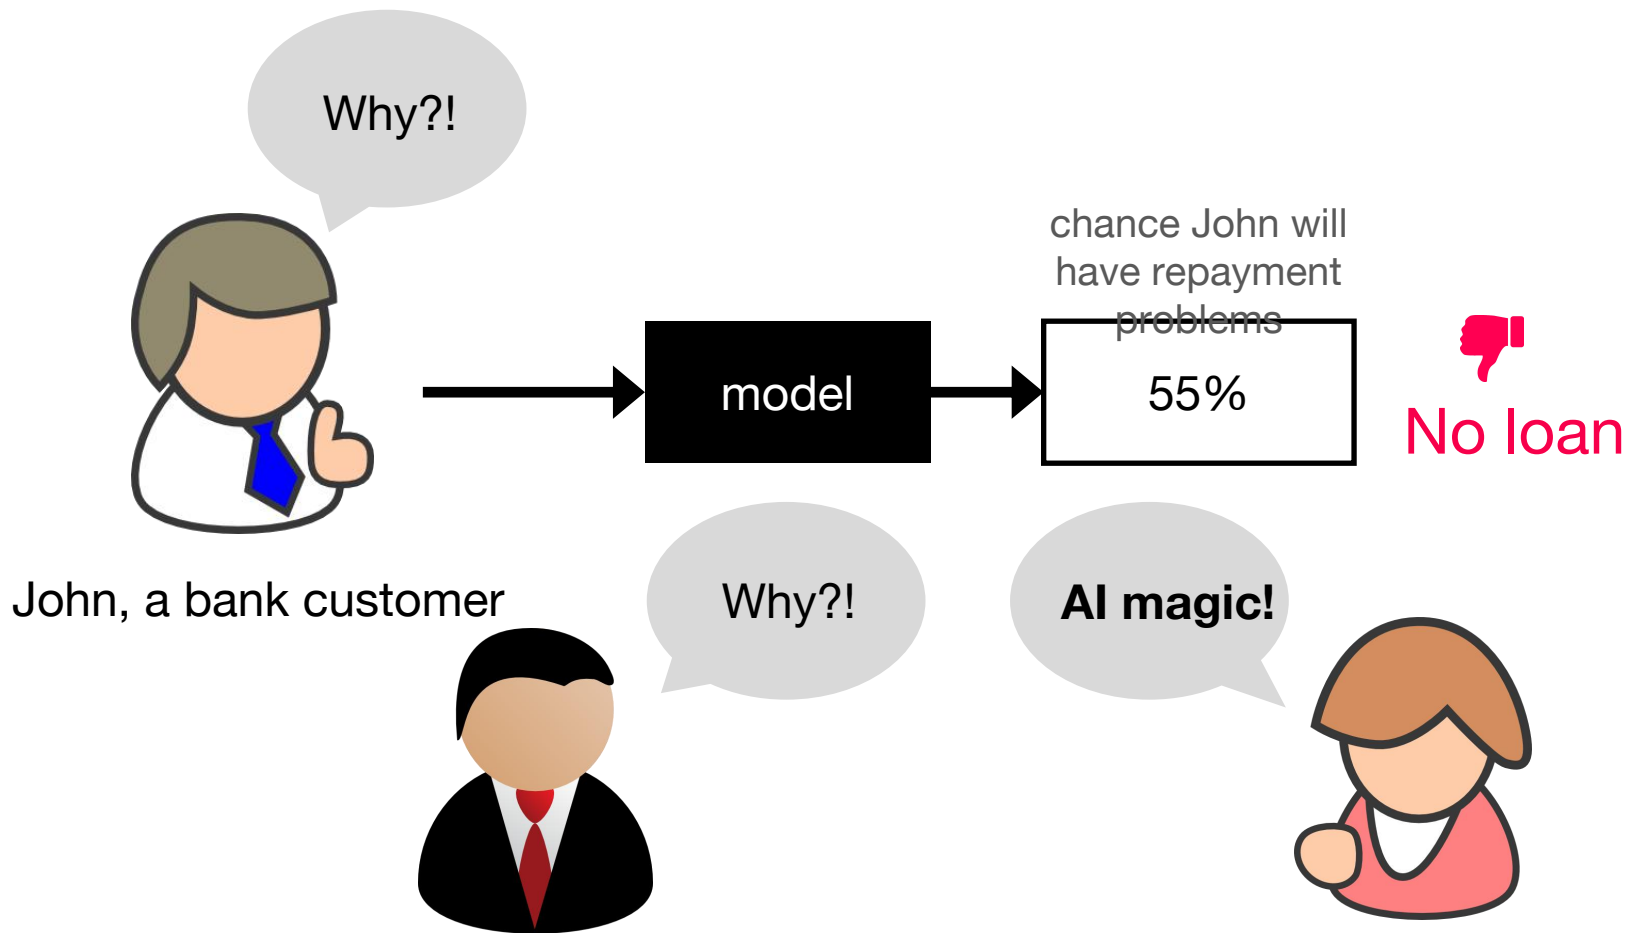 Why?!
chance John will
have repayment
problems
model
55%
No loan
John, a bank customer
Why?!
AI magic!